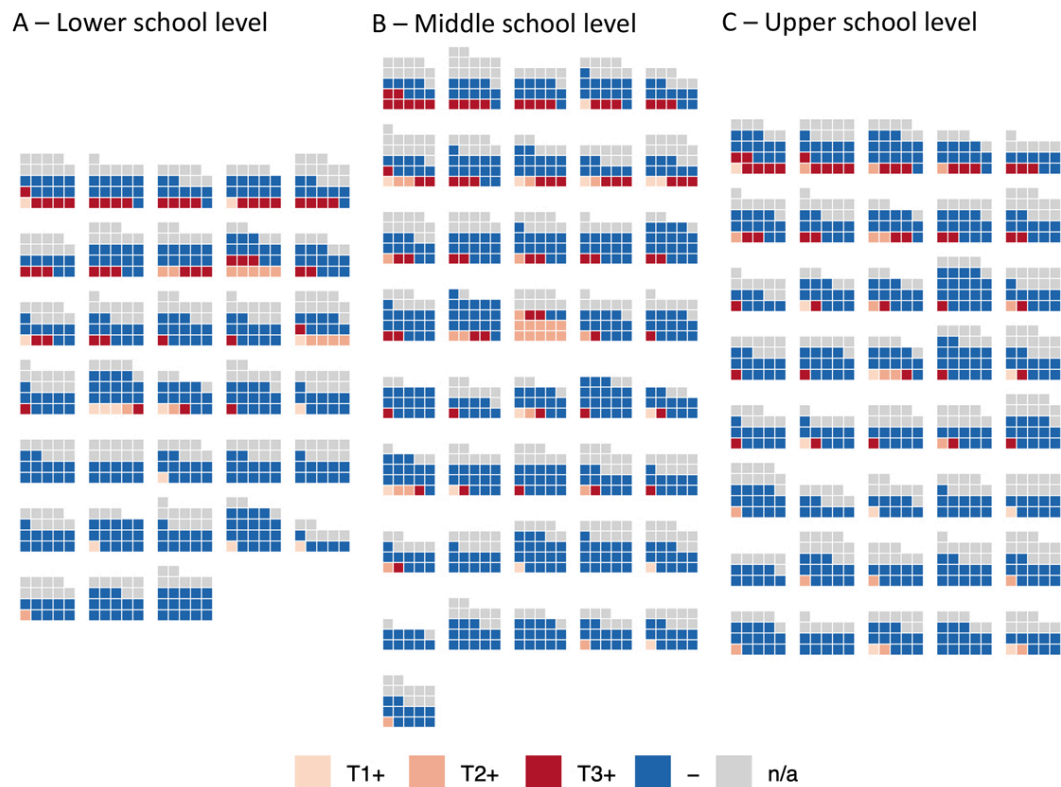 A – Lower school level
B – Middle school level
C – Upper school level
T1+ T2+ T3+ – n/a